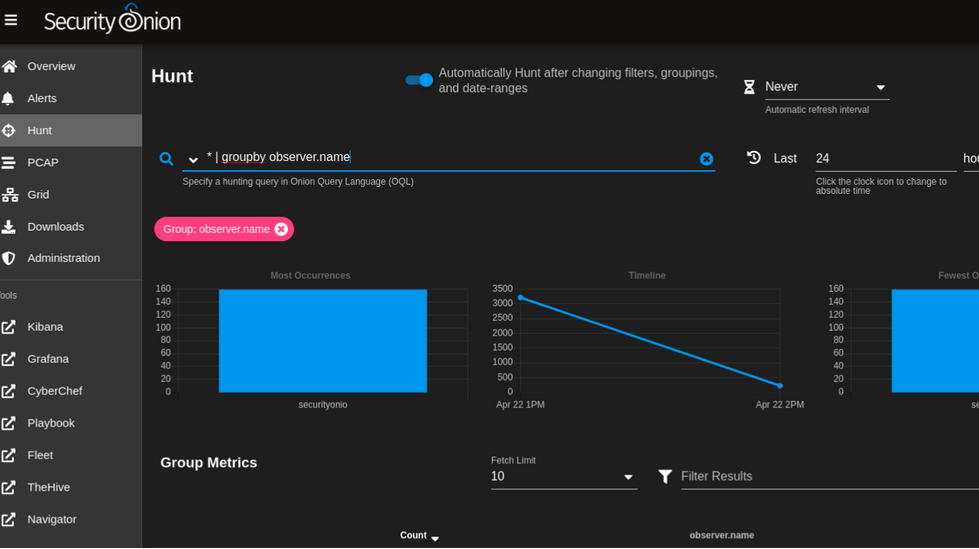 Security Onion
Overview
Alerts
Hunt
PCAP
Grid
Downloads
Administration
Tools
Kibana
Grafana
CyberChef
Playbook
Fleet
TheHive
Navigator
Hunt
Automatically Hunt after changing filters, groupings,
and date-ranges
Never
Automatic refresh interval
* | groupby observer.name
Specify a hunting query in Onion Query Language (OQL)
Last 24 hou
Click the clock icon to change to
absolute time
Group: observer.name
Most Occurrences
160
140
120
100
80
60
40
20
0
securityonio
Timeline
3500
3000
2500
2000
1500
1000
500
0
Apr 22 1PM Apr 22 2PM
Fewest O
160
140
120
100
80
60
40
20
0
se
Group Metrics
Fetch Limit
10
Filter Results
Count observer.name